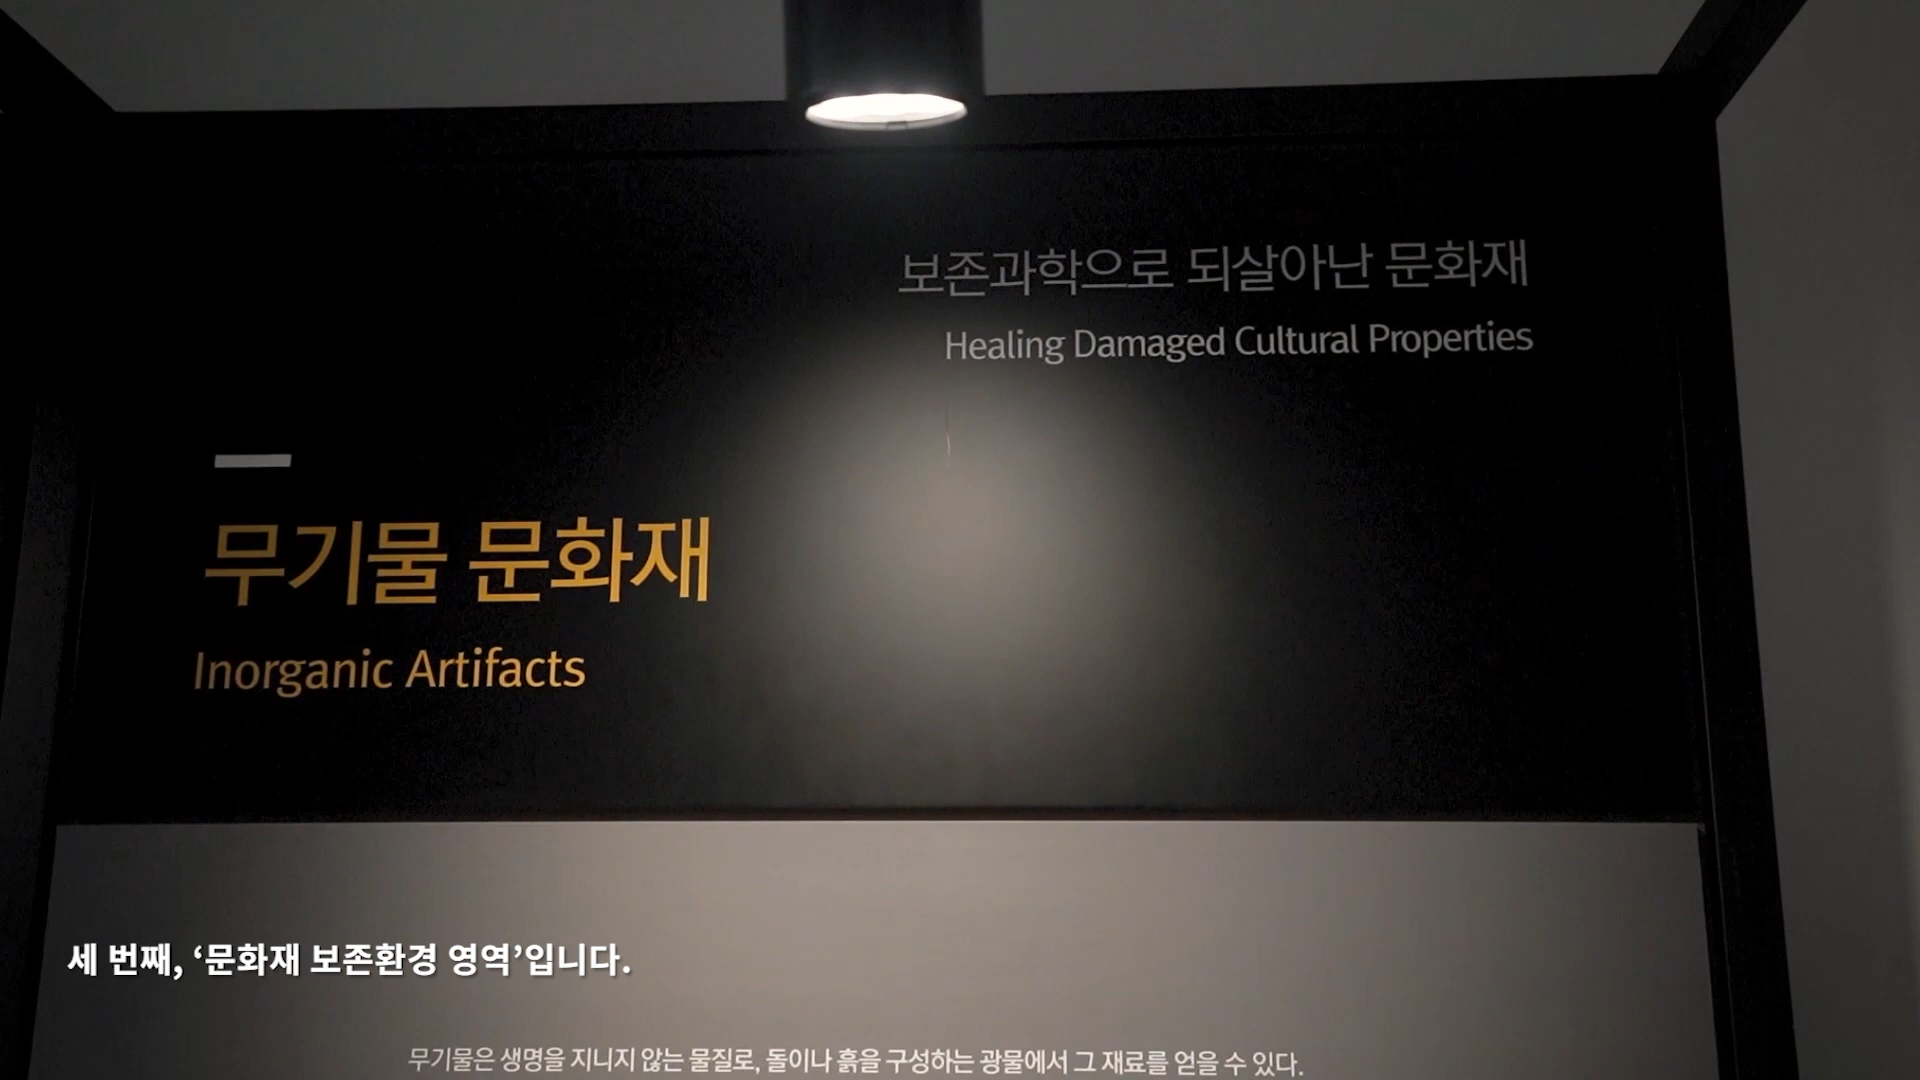 보존과학으로 되살아난 문화재
Healing Damaged Cultural Properties
무기물 문화재
Inorganic Artifacts
세 번째, ‘문화재 보존환경 영역’입니다.
무기물은 생명을 지니지 않는 물질로, 돌이나 흙을 구성하는 광물에서 그 재료를 얻을 수 있다.